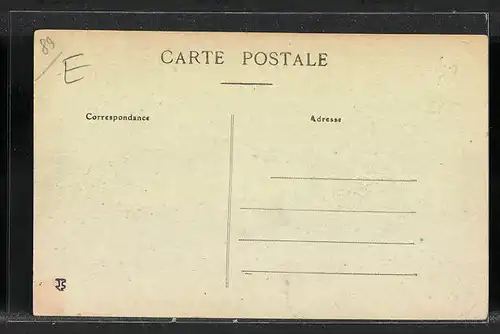 89
E
CARTE POSTALE
Correspondance
Adresse